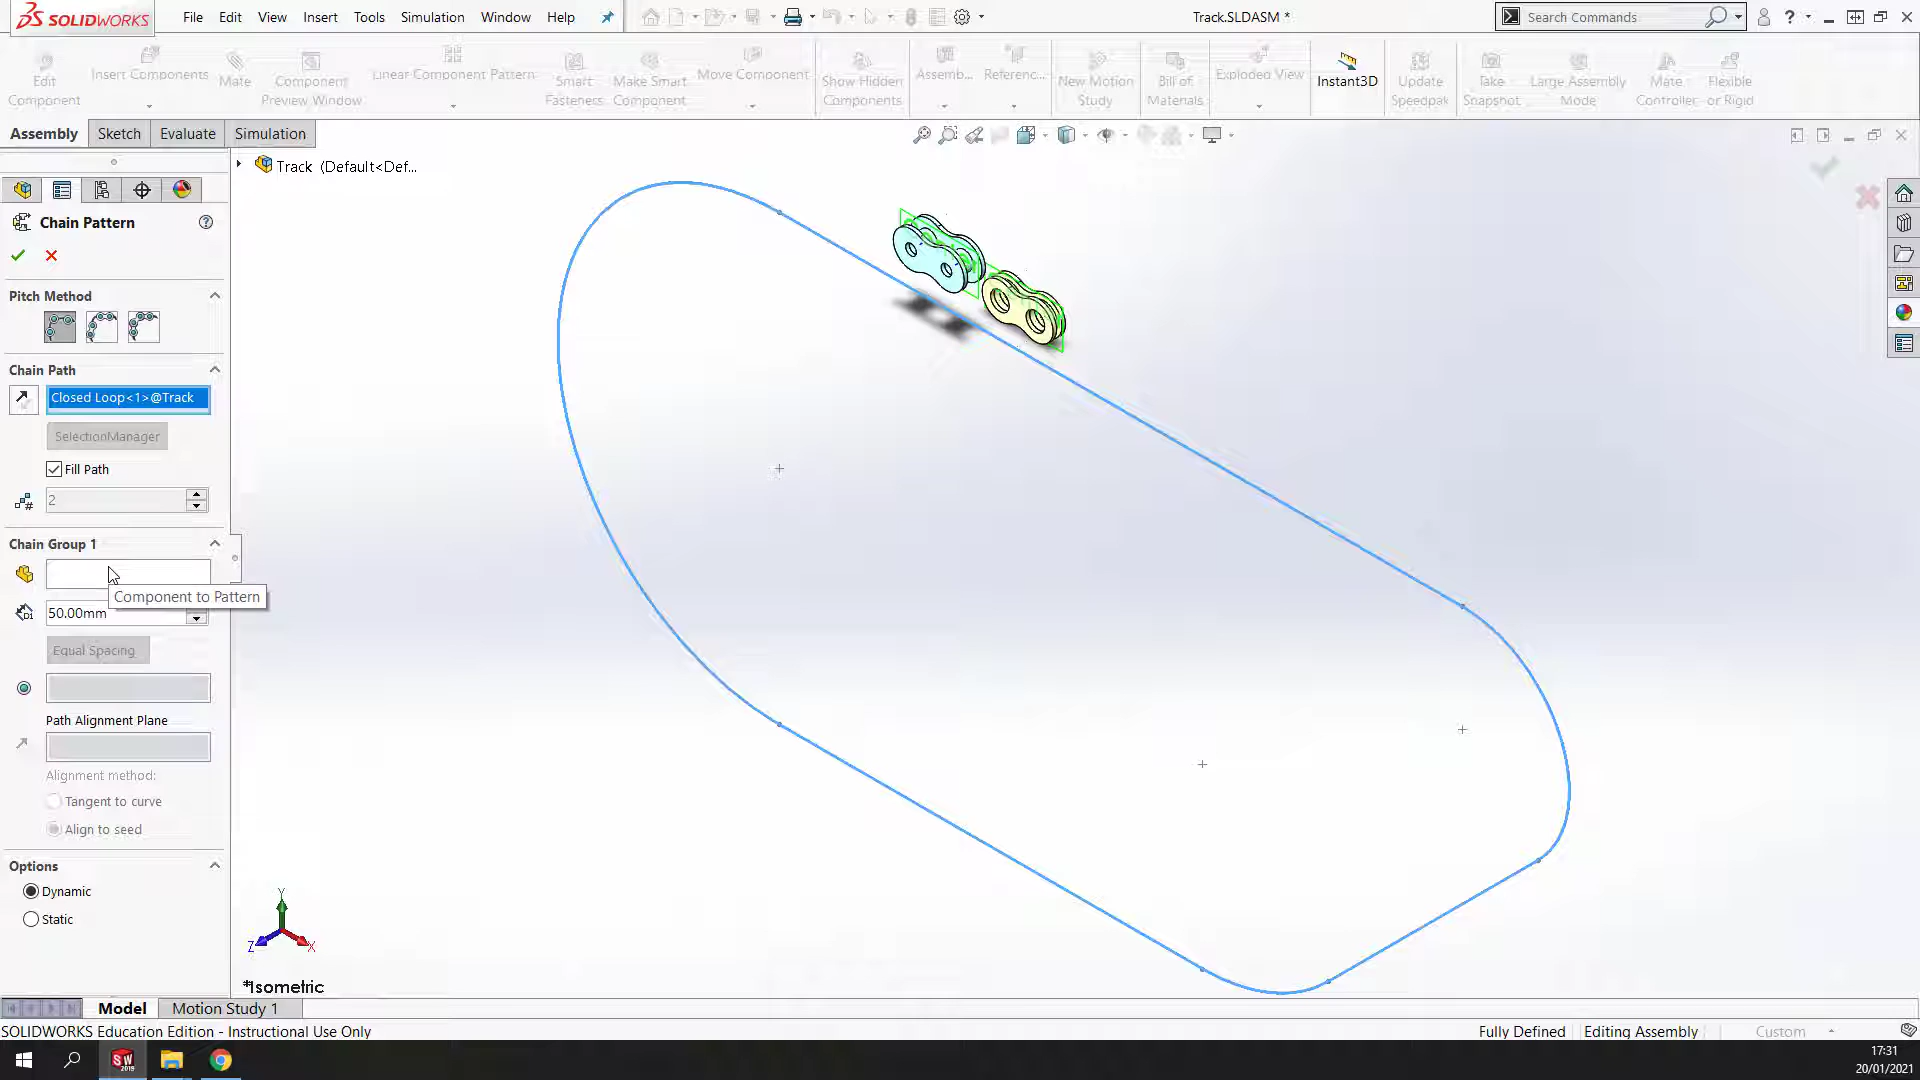 SOLIDWORKS File Edit View Insert Tools Simulation Window Help Track.SLDASM * Search Commands ?
Edit Component
Insert Components
Mate
Component Preview Window
Linear Component Pattern
Smart Fasteners
Make Smart Component
Move Component
Show Hidden Components
Assemb...
Referenc...
New Motion Study
Bill of Materials
Exploded View
Instant3D
Update Speedpak
Take Snapshot
Large Assembly Mode
Mate Controller
Flexible or Rigid
Assembly Sketch Evaluate Simulation
Track (Default<Def...
Chain Pattern ?
Pitch Method
Chain Path
Closed Loop<1>@Track
SelectionManager
Fill Path
2
Chain Group 1
Component to Pattern
50.00mm
Equal Spacing
Path Alignment Plane
Alignment method:
Tangent to curve
Align to seed
Options
Dynamic
Static
Y
Z X
*Isometric
Model Motion Study 1
SOLIDWORKS Education Edition - Instructional Use Only Fully Defined Editing Assembly Custom
SW
2019
17:31
20/01/2021